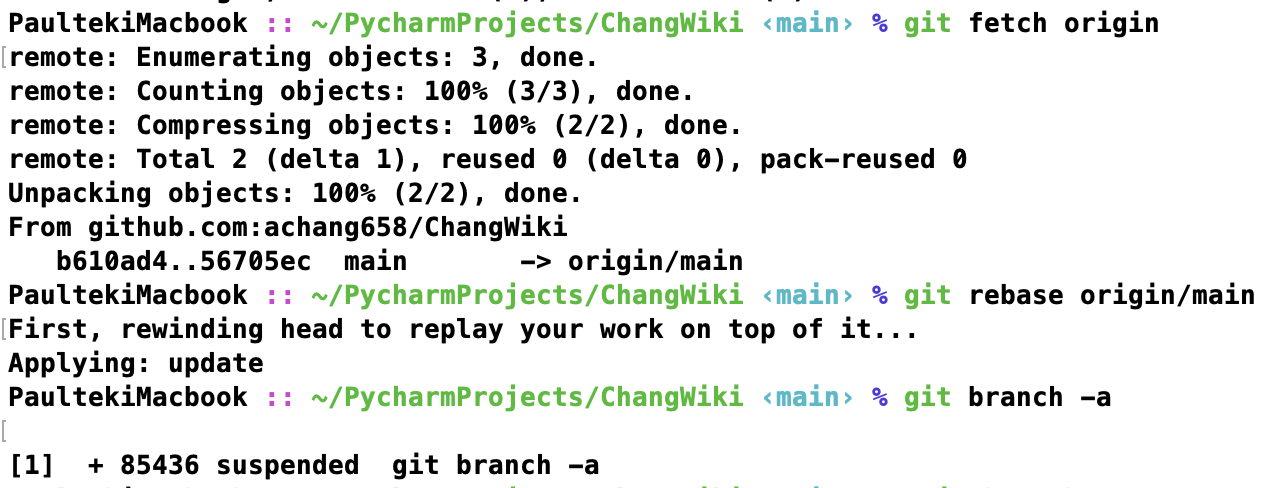 PaultekiMacbook :: ~/PycharmProjects/ChangWiki ‹main› % git fetch origin
remote: Enumerating objects: 3, done.
remote: Counting objects: 100% (3/3), done.
remote: Compressing objects: 100% (2/2), done.
remote: Total 2 (delta 1), reused 0 (delta 0), pack-reused 0
Unpacking objects: 100% (2/2), done.
From github.com:achang658/ChangWiki
   b610ad4..56705ec  main       -> origin/main
PaultekiMacbook :: ~/PycharmProjects/ChangWiki ‹main› % git rebase origin/main
First, rewinding head to replay your work on top of it...
Applying: update
PaultekiMacbook :: ~/PycharmProjects/ChangWiki ‹main› % git branch -a
[1]  + 85436 suspended  git branch -a